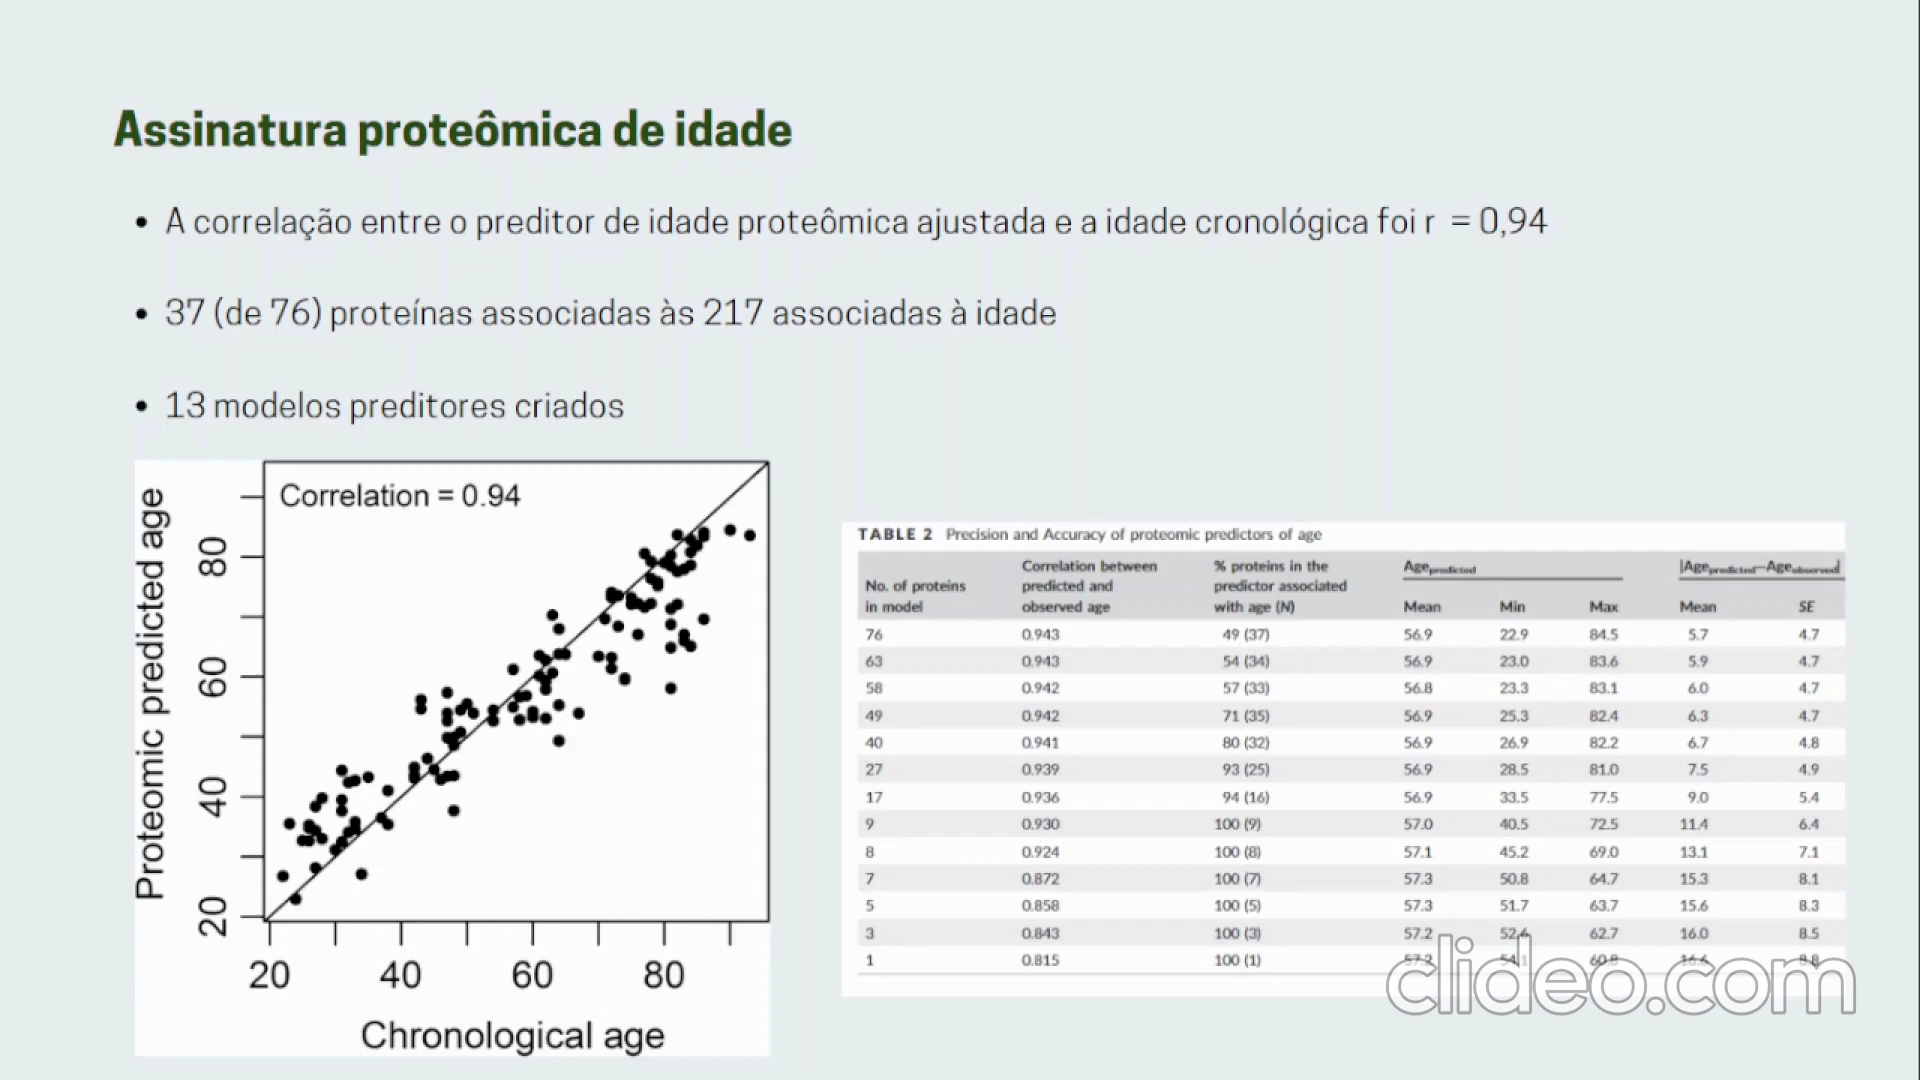 Assinatura proteômica de idade
• A correlação entre o preditor de idade proteômica ajustada e a idade cronológica foi r = 0,94
• 37 (de 76) proteínas associadas às 217 associadas à idade
• 13 modelos preditores criados
Correlation = 0.94
Proteomic predicted age
80
60
40
20
20 40 60 80
Chronological age
TABLE 2 Precision and Accuracy of proteomic predictors of age
No. of proteins in model | Correlation between predicted and observed age | % proteins in the predictor associated with age (N) | Age predicted Mean Min Max | |Age predicted–Age observed| Mean SE
76 0.943 49 (37) 56.9 22.9 84.5 5.7 4.7
63 0.943 54 (34) 56.9 23.0 83.6 5.9 4.7
58 0.942 57 (33) 56.8 23.3 83.1 6.0 4.7
49 0.942 71 (35) 56.9 25.3 82.4 6.3 4.7
40 0.941 80 (32) 56.9 26.9 82.2 6.7 4.8
27 0.939 93 (25) 56.9 28.5 81.0 7.5 4.9
17 0.936 94 (16) 56.9 33.5 77.5 9.0 5.4
9 0.930 100 (9) 57.0 40.5 72.5 11.4 6.4
8 0.924 100 (8) 57.1 45.2 69.0 13.1 7.1
7 0.872 100 (7) 57.3 50.8 64.7 15.3 8.1
5 0.858 100 (5) 57.3 51.7 63.7 15.6 8.3
3 0.843 100 (3) 57.2 52.6 62.7 16.0 8.5
1 0.815 100 (1) 57.2 54.1 60.8 16.6 8.8
clideo.com